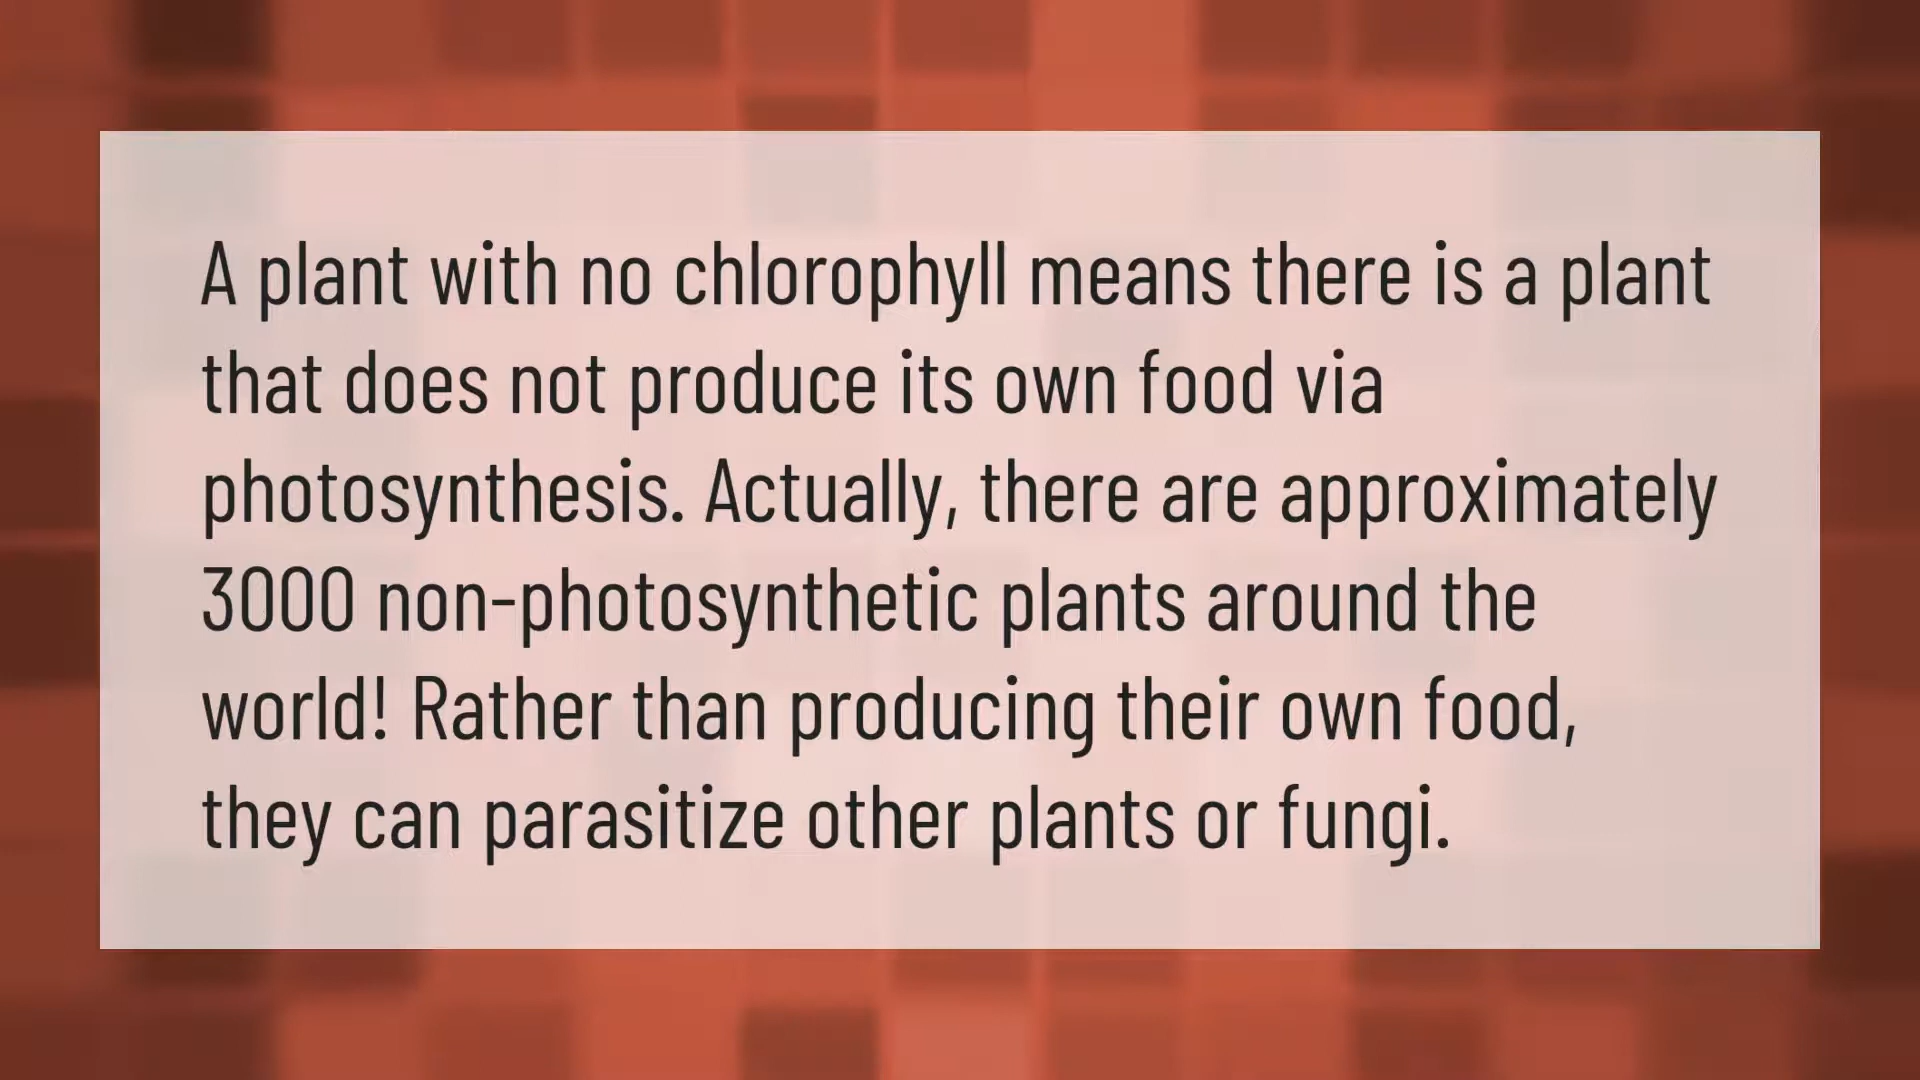 A plant with no chlorophyll means there is a plant
that does not produce its own food via
photosynthesis. Actually, there are approximately
3000 non-photosynthetic plants around the
world! Rather than producing their own food,
they can parasitize other plants or fungi.